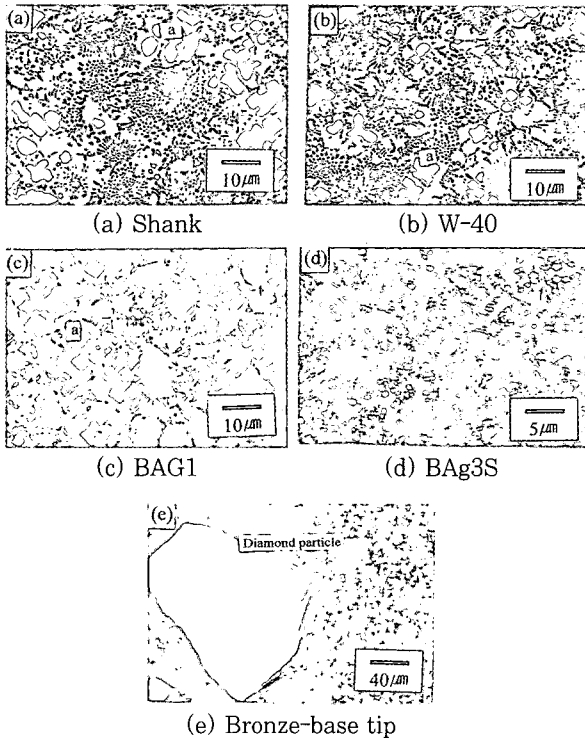 (a)
a
10㎛
(a) Shank
(b)
a
10㎛
(b) W-40
(c)
a
10㎛
(c) BAG1
(d)
5㎛
(d) BAg3S
(e)
Diamond particle
40㎛
(e) Bronze-base tip